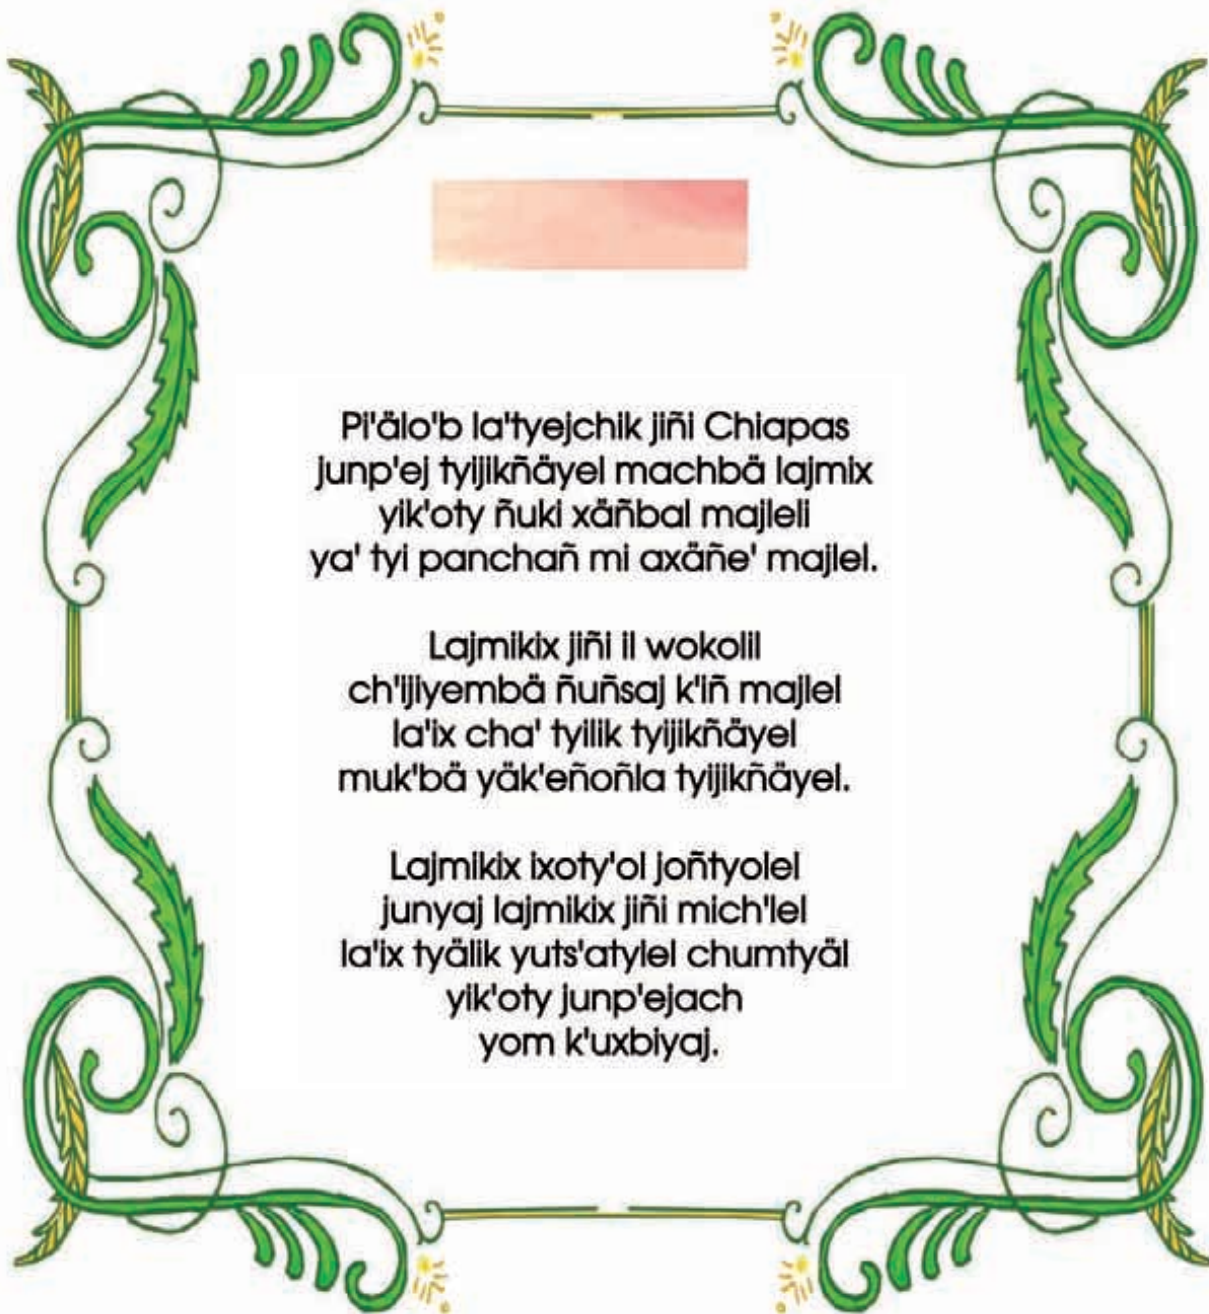 Pi'älo'b la'tyejchik jiñi Chiapas
junp'ej tyijikñäyel machbä lajmix
yik'oty ñuki xäñbal majleli
ya' tyi panchañ mi axäñe' majlel.

Lajmikix jiñi il wokolil
ch'ijiyembä ñuñsaj k'iñ majlel
la'ix cha' tyilik tyijikñäyel
muk'bä yäk'eñoñla tyijikñäyel.

Lajmikix ixoty'ol joñtyolel
junyaj lajmikix jiñi mich'lel
la'ix tyälik yuts'atylel chumtyäl
yik'oty junp'ejach
yom k'uxbiyaj.